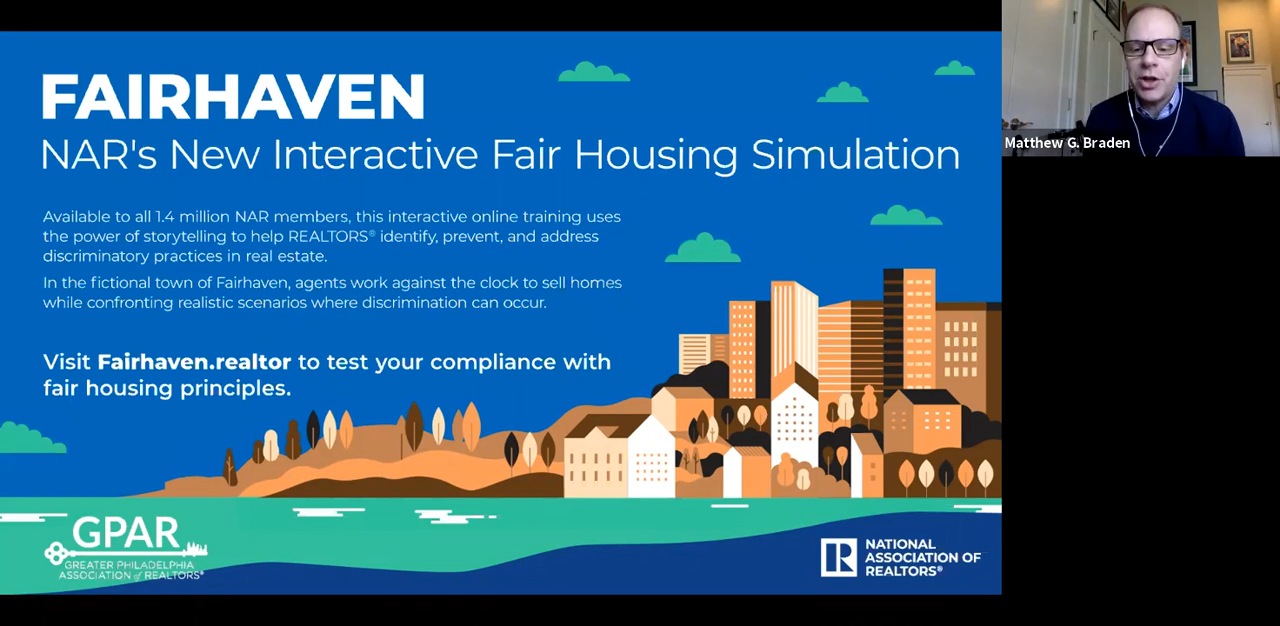 FAIRHAVEN
NAR's New Interactive Fair Housing Simulation
Available to all 1.4 million NAR members, this interactive online training uses
the power of storytelling to help REALTORS® identify, prevent, and address
discriminatory practices in real estate.
In the fictional town of Fairhaven, agents work against the clock to sell homes
while confronting realistic scenarios where discrimination can occur.
Visit Fairhaven.realtor to test your compliance with
fair housing principles.
GPAR
GREATER PHILADELPHIA
ASSOCIATION of REALTORS®
NATIONAL
ASSOCIATION OF
REALTORS®
Matthew G. Braden